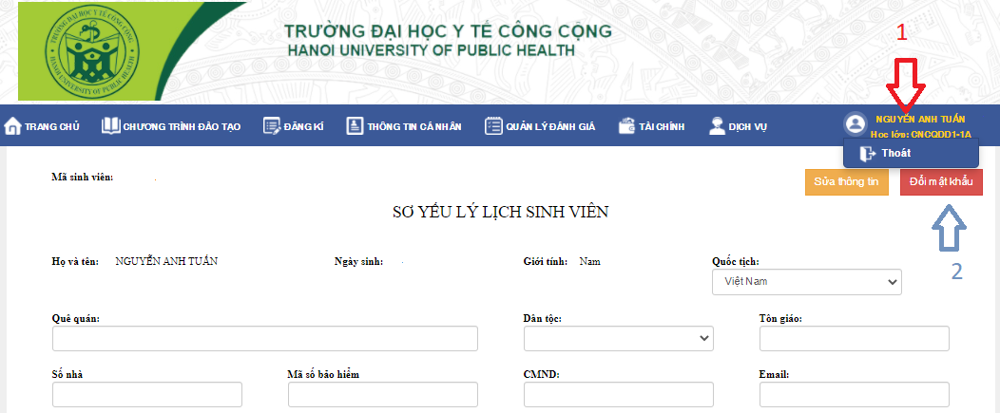 TRƯỜNG ĐẠI HỌC Y TẾ CÔNG CỘNG
HANOI UNIVERSITY OF PUBLIC HEALTH
1
TRANG CHỦ CHƯƠNG TRÌNH ĐÀO TẠO ĐĂNG KÍ THÔNG TIN CÁ NHÂN QUẢN LÝ ĐÁNH GIÁ TÀI CHÍNH DỊCH VỤ NGUYỄN ANH TUẤN
Học lớp: CNCQDD1-1A
Thoát
Mã sinh viên:
Sửa thông tin Đổi mật khẩu
SƠ YẾU LÝ LỊCH SINH VIÊN
2
Họ và tên: NGUYỄN ANH TUẤN Ngày sinh: Giới tính: Nam Quốc tịch:
Việt Nam
Quê quán: Dân tộc: Tôn giáo:
Số nhà Mã số bảo hiểm CMND: Email: